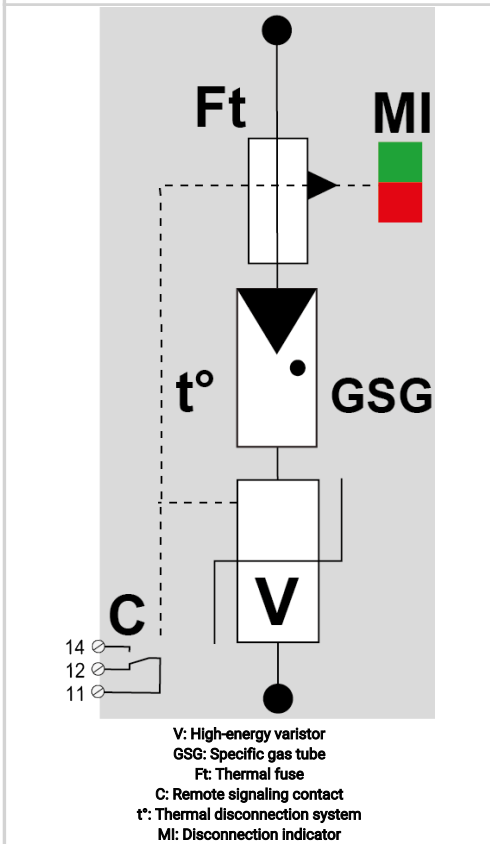 Ft
MI
t°
GSG
V
C
14
12
11
V: High-energy varistor
GSG: Specific gas tube
Ft: Thermal fuse
C: Remote signaling contact
t°: Thermal disconnection system
MI: Disconnection indicator